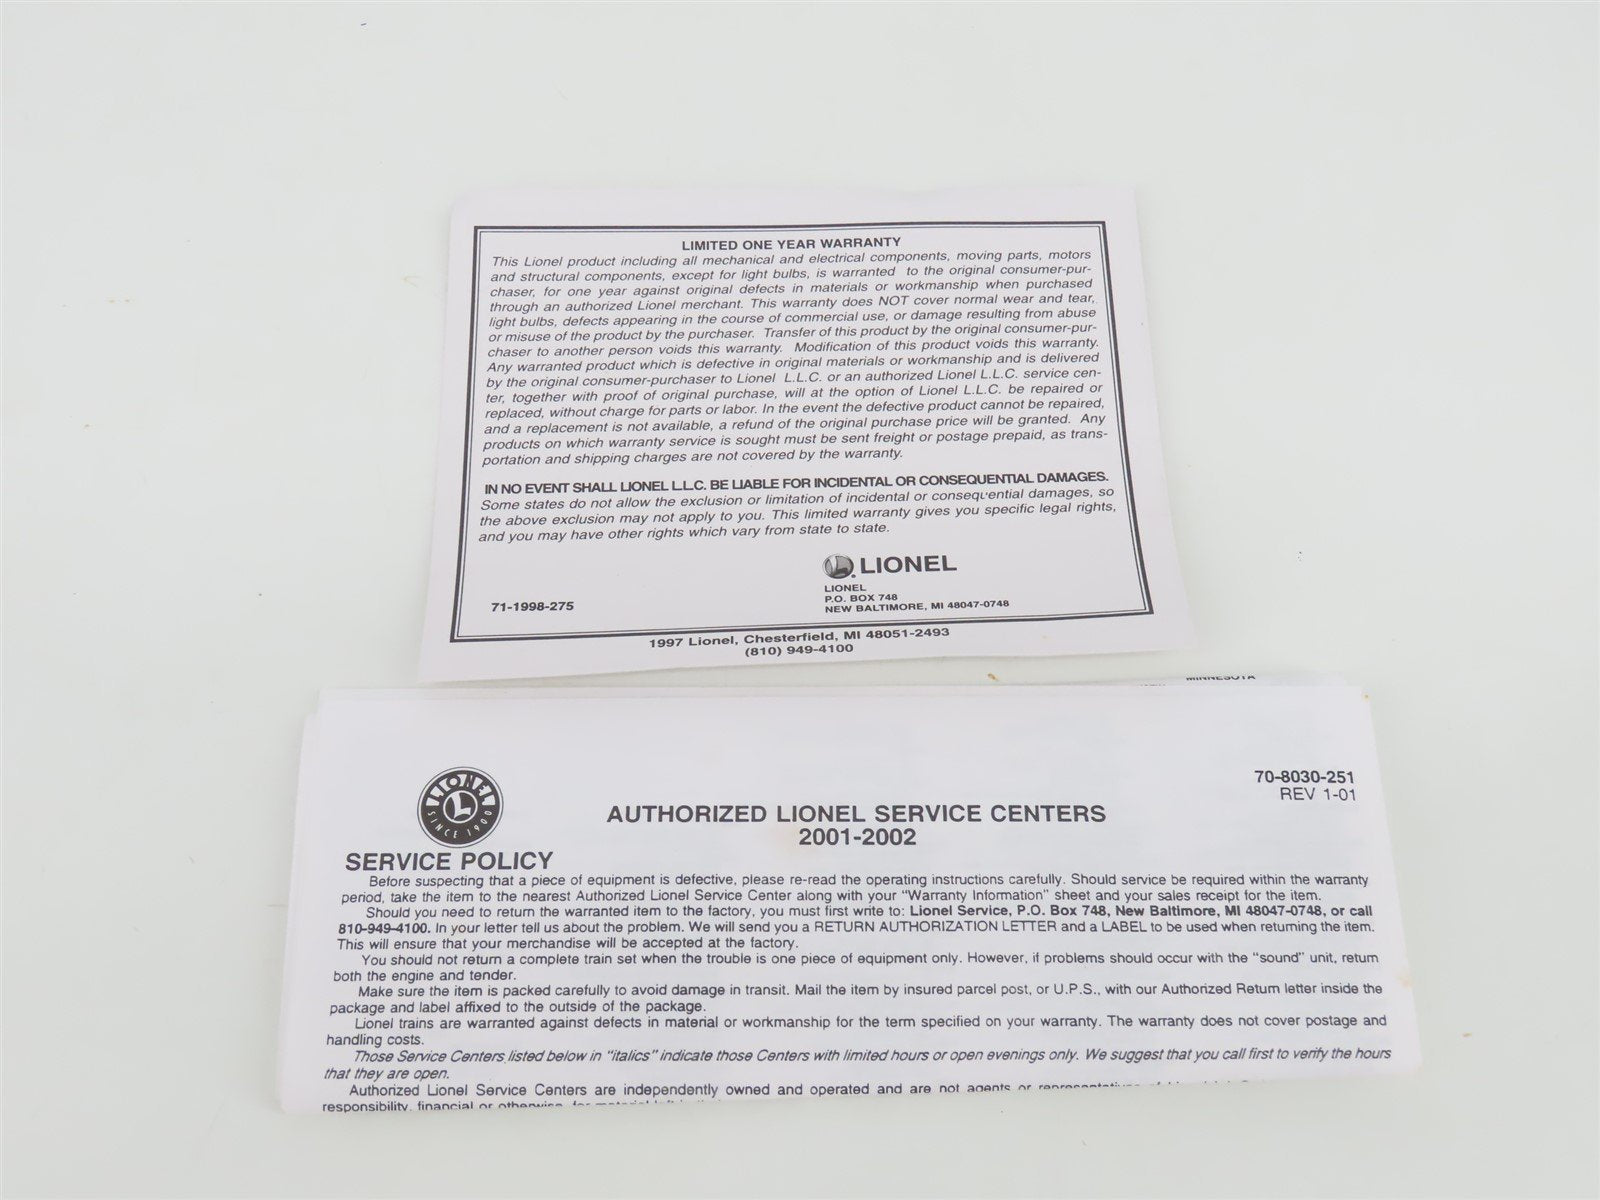 LIMITED ONE YEAR WARRANTY
This Lionel product including all mechanical and electrical components, moving parts, motors
and structural components, except for light bulbs, is warranted to the original consumer-pur-
chaser, for one year against original defects in materials or workmanship when purchased
through an authorized Lionel merchant. This warranty does NOT cover normal wear and tear,
light bulbs, defects appearing in the course of commercial use, or damage resulting from abuse
or misuse of the product by the purchaser. Transfer of this product by the original consumer-pur-
chaser to another person voids this warranty. Modification of this product voids this warranty.
Any warranted product which is defective in original materials or workmanship and is delivered
by the original consumer-purchaser to Lionel L.L.C. or an authorized Lionel L.L.C. service cen-
ter, together with proof of original purchase, will at the option of Lionel L.L.C. be repaired or
replaced, without charge for parts or labor. In the event the defective product cannot be repaired,
and a replacement is not available, a refund of the original purchase price will be granted. Any
products on which warranty service is sought must be sent freight or postage prepaid, as trans-
portation and shipping charges are not covered by the warranty.
IN NO EVENT SHALL LIONEL L.L.C. BE LIABLE FOR INCIDENTAL OR CONSEQUENTIAL DAMAGES.
Some states do not allow the exclusion or limitation of incidental or consequential damages, so
the above exclusion may not apply to you. This limited warranty gives you specific legal rights,
and you may have other rights which vary from state to state.
L LIONEL
LIONEL
P.O. BOX 748
NEW BALTIMORE, MI 48047-0748
71-1998-275
1997 Lionel, Chesterfield, MI 48051-2493
(810) 949-4100
MINNESOTA
70-8030-251
REV 1-01
LIONEL
L
SINCE 1900
AUTHORIZED LIONEL SERVICE CENTERS
2001-2002
SERVICE POLICY
Before suspecting that a piece of equipment is defective, please re-read the operating instructions carefully. Should service be required within the warranty
period, take the item to the nearest Authorized Lionel Service Center along with your "Warranty Information" sheet and your sales receipt for the item.
Should you need to return the warranted item to the factory, you must first write to: Lionel Service, P.O. Box 748, New Baltimore, MI 48047-0748, or call
810-949-4100. In your letter tell us about the problem. We will send you a RETURN AUTHORIZATION LETTER and a LABEL to be used when returning the item.
This will ensure that your merchandise will be accepted at the factory.
You should not return a complete train set when the trouble is one piece of equipment only. However, if problems should occur with the "sound" unit, return
both the engine and tender.
Make sure the item is packed carefully to avoid damage in transit. Mail the item by insured parcel post, or U.P.S., with our Authorized Return letter inside the
package and label affixed to the outside of the package.
Lionel trains are warranted against defects in material or workmanship for the term specified on your warranty. The warranty does not cover postage and
handling costs.
Those Service Centers listed below in "italics" indicate those Centers with limited hours or open evenings only. We suggest that you call first to verify the hours
that they are open.
Authorized Lionel Service Centers are independently owned and operated and are not agents or representatives of
responsibility, financial or otherwise, for material